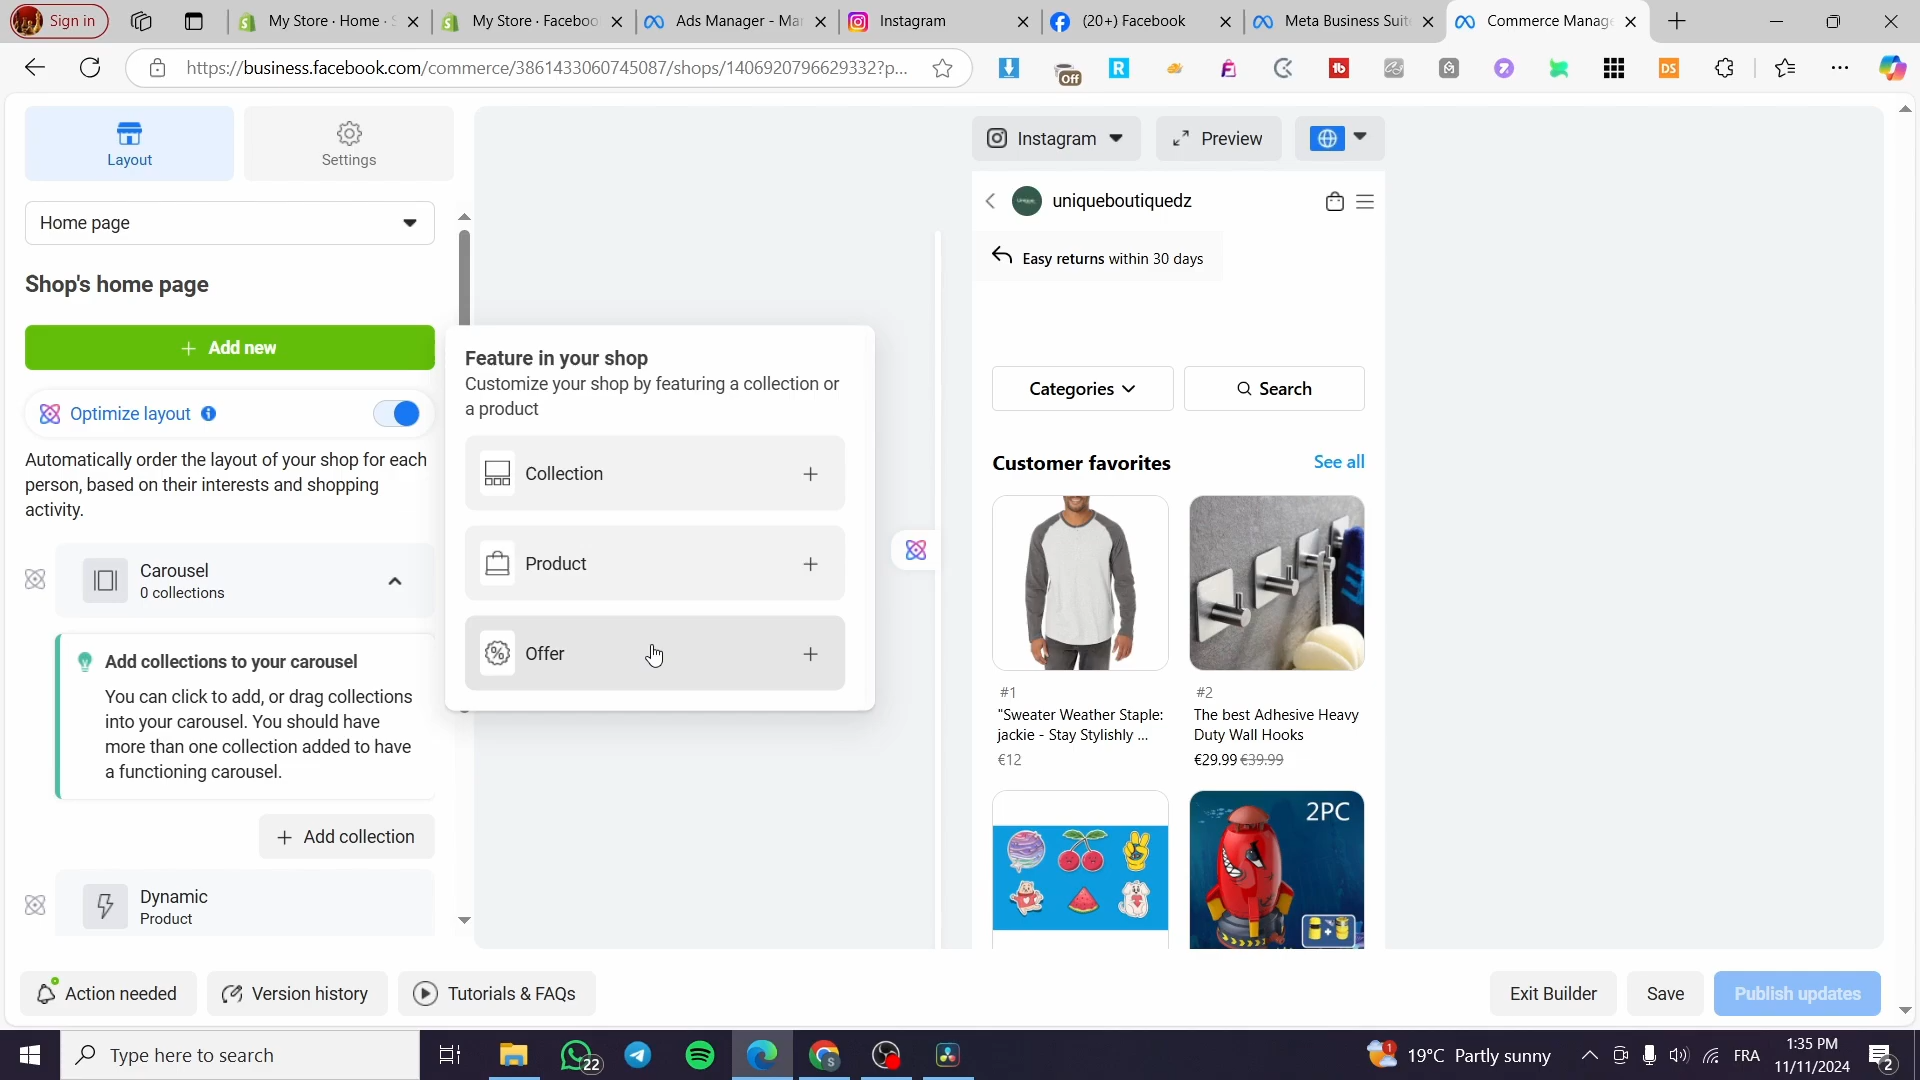 Sign in
My Store · Home · S
My Store · Faceboo
Ads Manager - Ma
Instagram
(20+) Facebook
Meta Business Suit
Commerce Manage
https://business.facebook.com/commerce/3861433060745087/shops/1406920796629332?p...
Off
Layout
Settings
Home page
Shop's home page
+ Add new
Optimize layout
Automatically order the layout of your shop for each
person, based on their interests and shopping
activity.
Carousel
0 collections
Add collections to your carousel
You can click to add, or drag collections
into your carousel. You should have
more than one collection added to have
a functioning carousel.
+ Add collection
Dynamic
Product
Feature in your shop
Customize your shop by featuring a collection or
a product
Collection +
Product +
Offer +
Instagram
Preview
uniqueboutiquedz
Easy returns within 30 days
Categories
Search
Customer favorites
See all
#1
"Sweater Weather Staple:
jackie - Stay Stylishly ...
€12
#2
The best Adhesive Heavy
Duty Wall Hooks
€29.99 €39.99
2PC
Action needed
Version history
Tutorials & FAQs
Exit Builder
Save
Publish updates
Type here to search
22
1
19°C Partly sunny
FRA
1:35 PM
11/11/2024
2